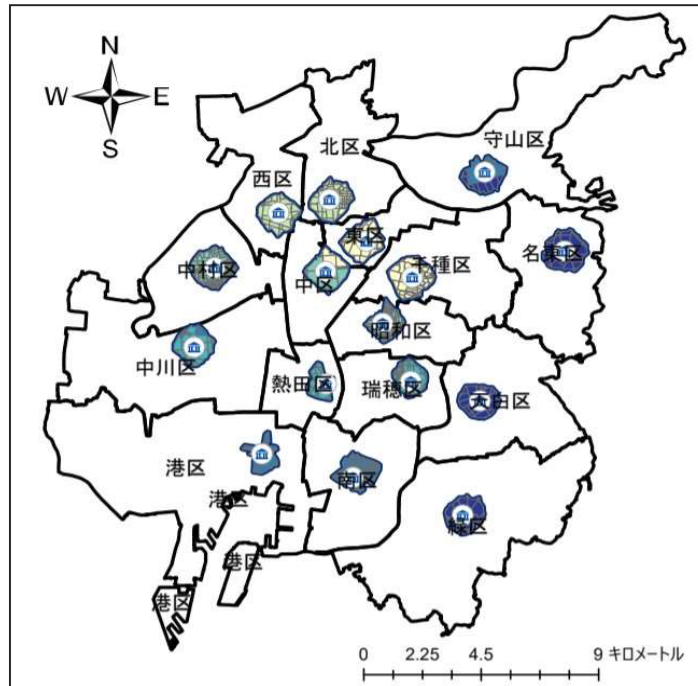 N
W E
S
守山区
北区
西区
東区
名東区
千種区
中村区
中区
昭和区
中川区
熱田区
瑞穂区
天白区
港区
南区
港区
緑区
港区
港区
0 2.25 4.5 9 キロメートル